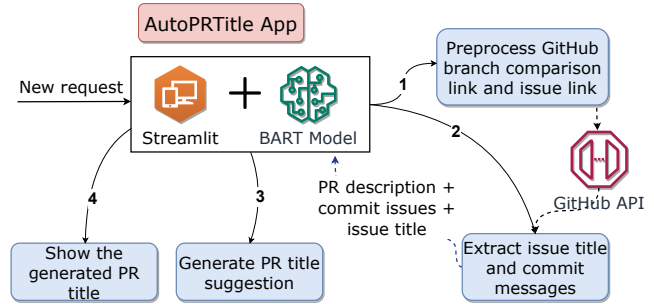 AutoPRTitle App
New request
Streamlit
BART Model
1
Preprocess GitHub
branch comparison
link and issue link
2
GitHub API
PR description +
commit issues +
issue title
4
3
Show the
generated PR
title
Generate PR title
suggestion
Extract issue title
and commit
messages